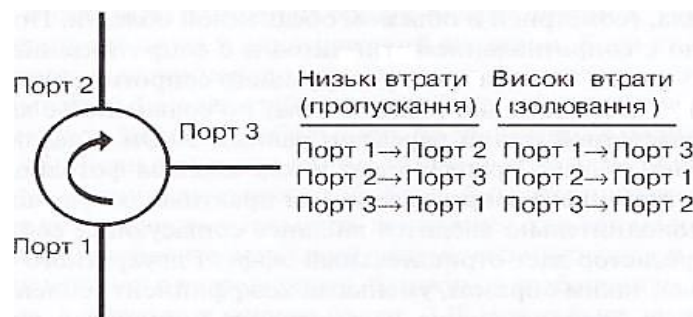 Порт 2
Порт 3
Порт 1
Низькі втрати Високі втрати
(пропускання) (ізолювання)
Порт 1→Порт 2 Порт 1→Порт 3
Порт 2→Порт 3 Порт 2→Порт 1
Порт 3→Порт 1 Порт 3→Порт 2